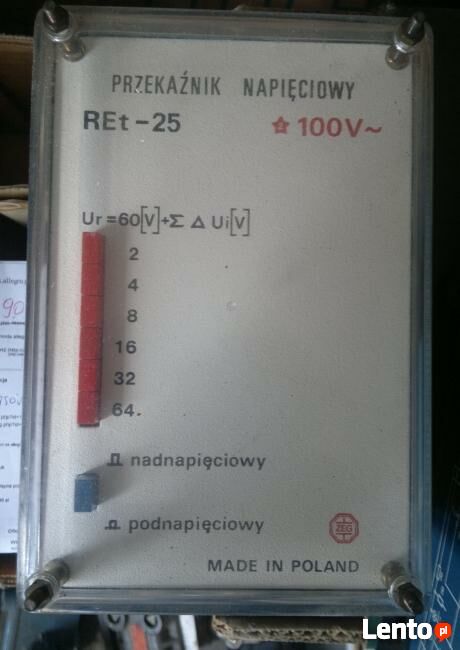 PRZEKAŹNIK NAPIĘCIOWY
REt-25 100V~
Ur=60[V]+Σ Δ Ui[V]
2
4
8
16
32
64.
nadnapięciowy
podnapięciowy
ZEG
MADE IN POLAND
Lento.pl